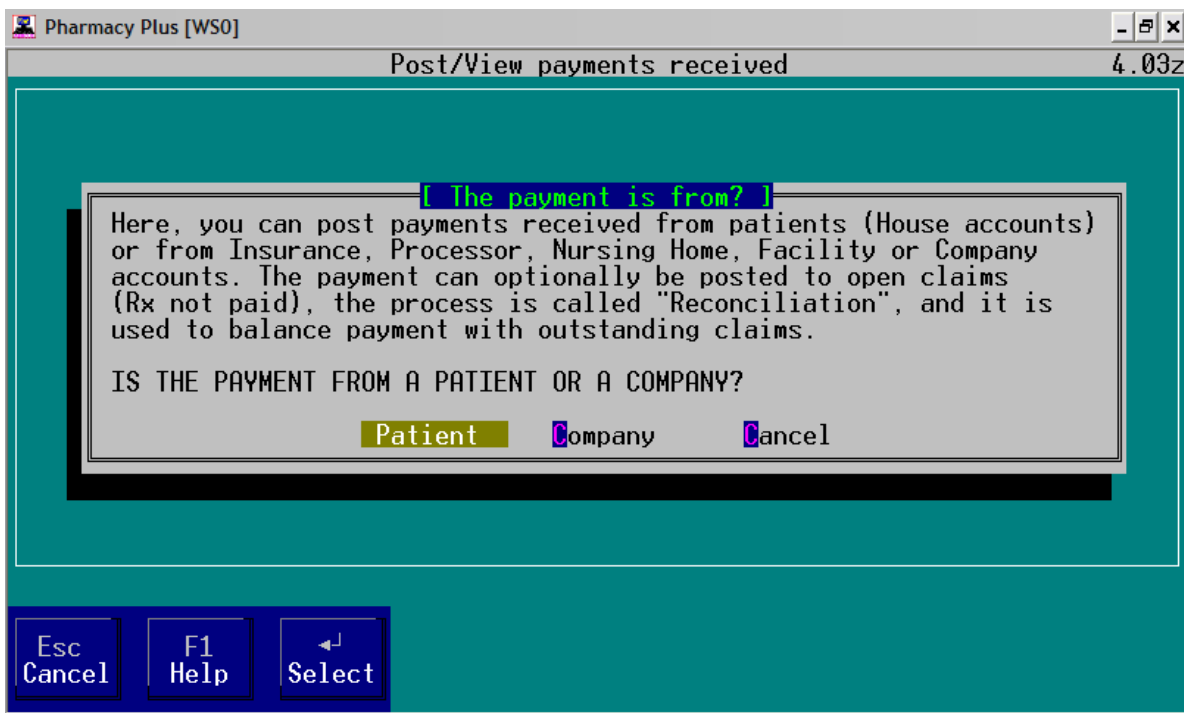 Pharmacy Plus [WS0]
Post/View payments received 4.03z
[ The payment is from? ]
Here, you can post payments received from patients (House accounts)
or from Insurance, Processor, Nursing Home, Facility or Company
accounts. The payment can optionally be posted to open claims
(Rx not paid), the process is called "Reconciliation", and it is
used to balance payment with outstanding claims.
IS THE PAYMENT FROM A PATIENT OR A COMPANY?
Patient Company Cancel
Esc F1 ◄┘
Cancel Help Select